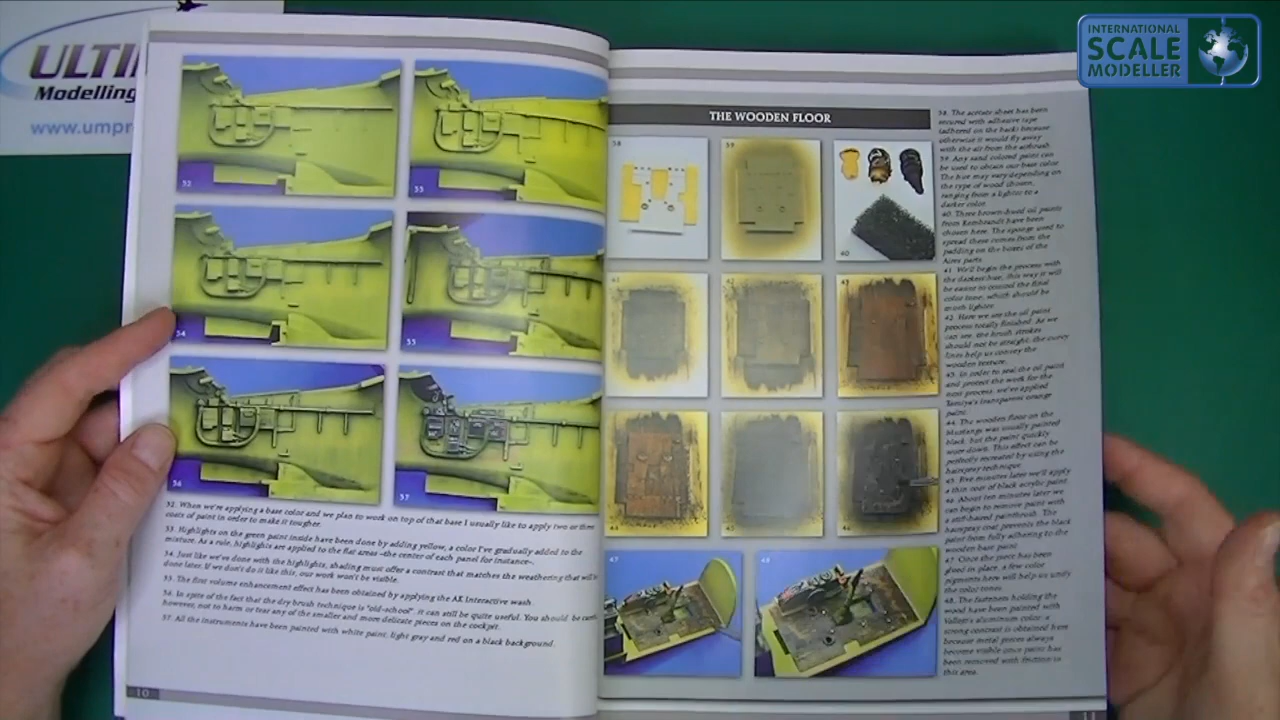 ULTI
Modelling
www.umpr
INTERNATIONAL
SCALE
MODELLER
32
33
34
35
36
37
32. When we're applying a base color and we plan to work on top of that base I usually like to apply two or three
coats of paint in order to make it tougher.
33. Highlights on the green paint inside have been done by adding yellow, a color I've gradually added to the
mixture. As a rule, highlights are applied to the flat areas -the center of each panel for instance-.
34. Just like we've done with the highlights, shading must offer a contrast that matches the weathering that will
done later. If we don't do it like this, our work won't be visible.
35. The first volume enhancement effect has been obtained by applying the AK Interactive wash.
36. In spite of the fact that the dry brush technique is "old-school", it can still be quite useful. You should be
however, not to harm or tear any of the smaller and more delicate pieces on the cockpit.
37. All the instruments have been painted with white paint, light gray and red on a black background.
10
THE WOODEN FLOOR
38
39
40
41
42
43
44
45
46
47
48
38. The acetate sheet has been
secured with adhesive tape
(adhered on the back) because
otherwise it would fly away
with the air from the airbrush.
39. Any sand colored paint can
be used to obtain our base color.
The hue may vary depending on
the type of wood chosen,
ranging from a lighter to a
darker color.
40. Three brown-hued oil paints
from Rembrandt have been
chosen here. The sponge used to
spread these comes from the
padding on the boxes of the
Aires parts.
41. We'll begin the process with
the darkest hue, this way it will
be easier to control the final
color tone, which should be
much lighter.
42. Here we see the oil paint
process totally finished. As we
can see, the brush strokes
should not be straight, the curvy
lines help us convey the
wooden texture.
43. In order to seal the oil paint
and protect the work for the
next process, we've applied
Tamiya's transparent orange
paint.
44. The wooden floor on the
Mustangs was usually painted
black, but the paint quickly
wore down. This effect can be
perfectly recreated by using the
hairspray technique.
45. Five minutes later we'll apply
a thin coat of black acrylic paint.
46. About ten minutes later we
can begin to remove paint with
a stiff-haired paintbrush. The
hairspray coat prevents the black
paint from fully adhering to the
wooden base paint.
47. Once the piece has been
glued in place, a few color
pigments here will help us unify
the color tones.
48. The fasteners holding the
wood have been painted with
Vallejo's aluminum color; a
strong contrast is obtained here
because metal pieces always
become visible once paint has
been removed with friction in
this area.
11